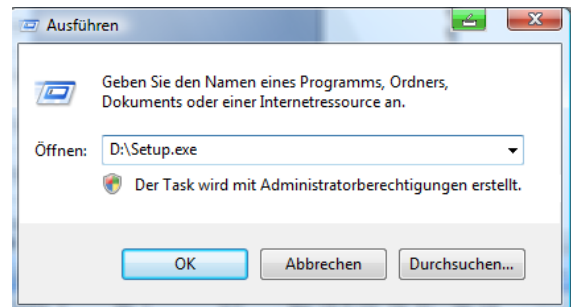 Ausführen
Geben Sie den Namen eines Programms, Ordners,
Dokuments oder einer Internetressource an.
Öffnen: D:\Setup.exe
Der Task wird mit Administratorberechtigungen erstellt.
OK Abbrechen Durchsuchen...